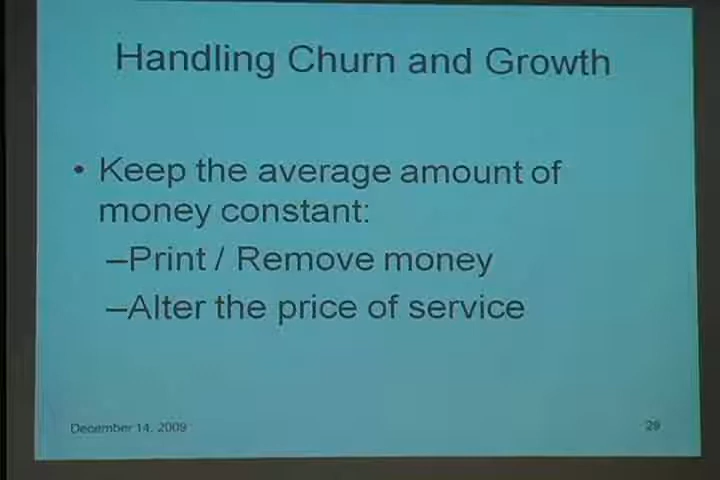 Handling Churn and Growth
• Keep the average amount of
money constant:
–Print / Remove money
–Alter the price of service
December 14, 2009
29